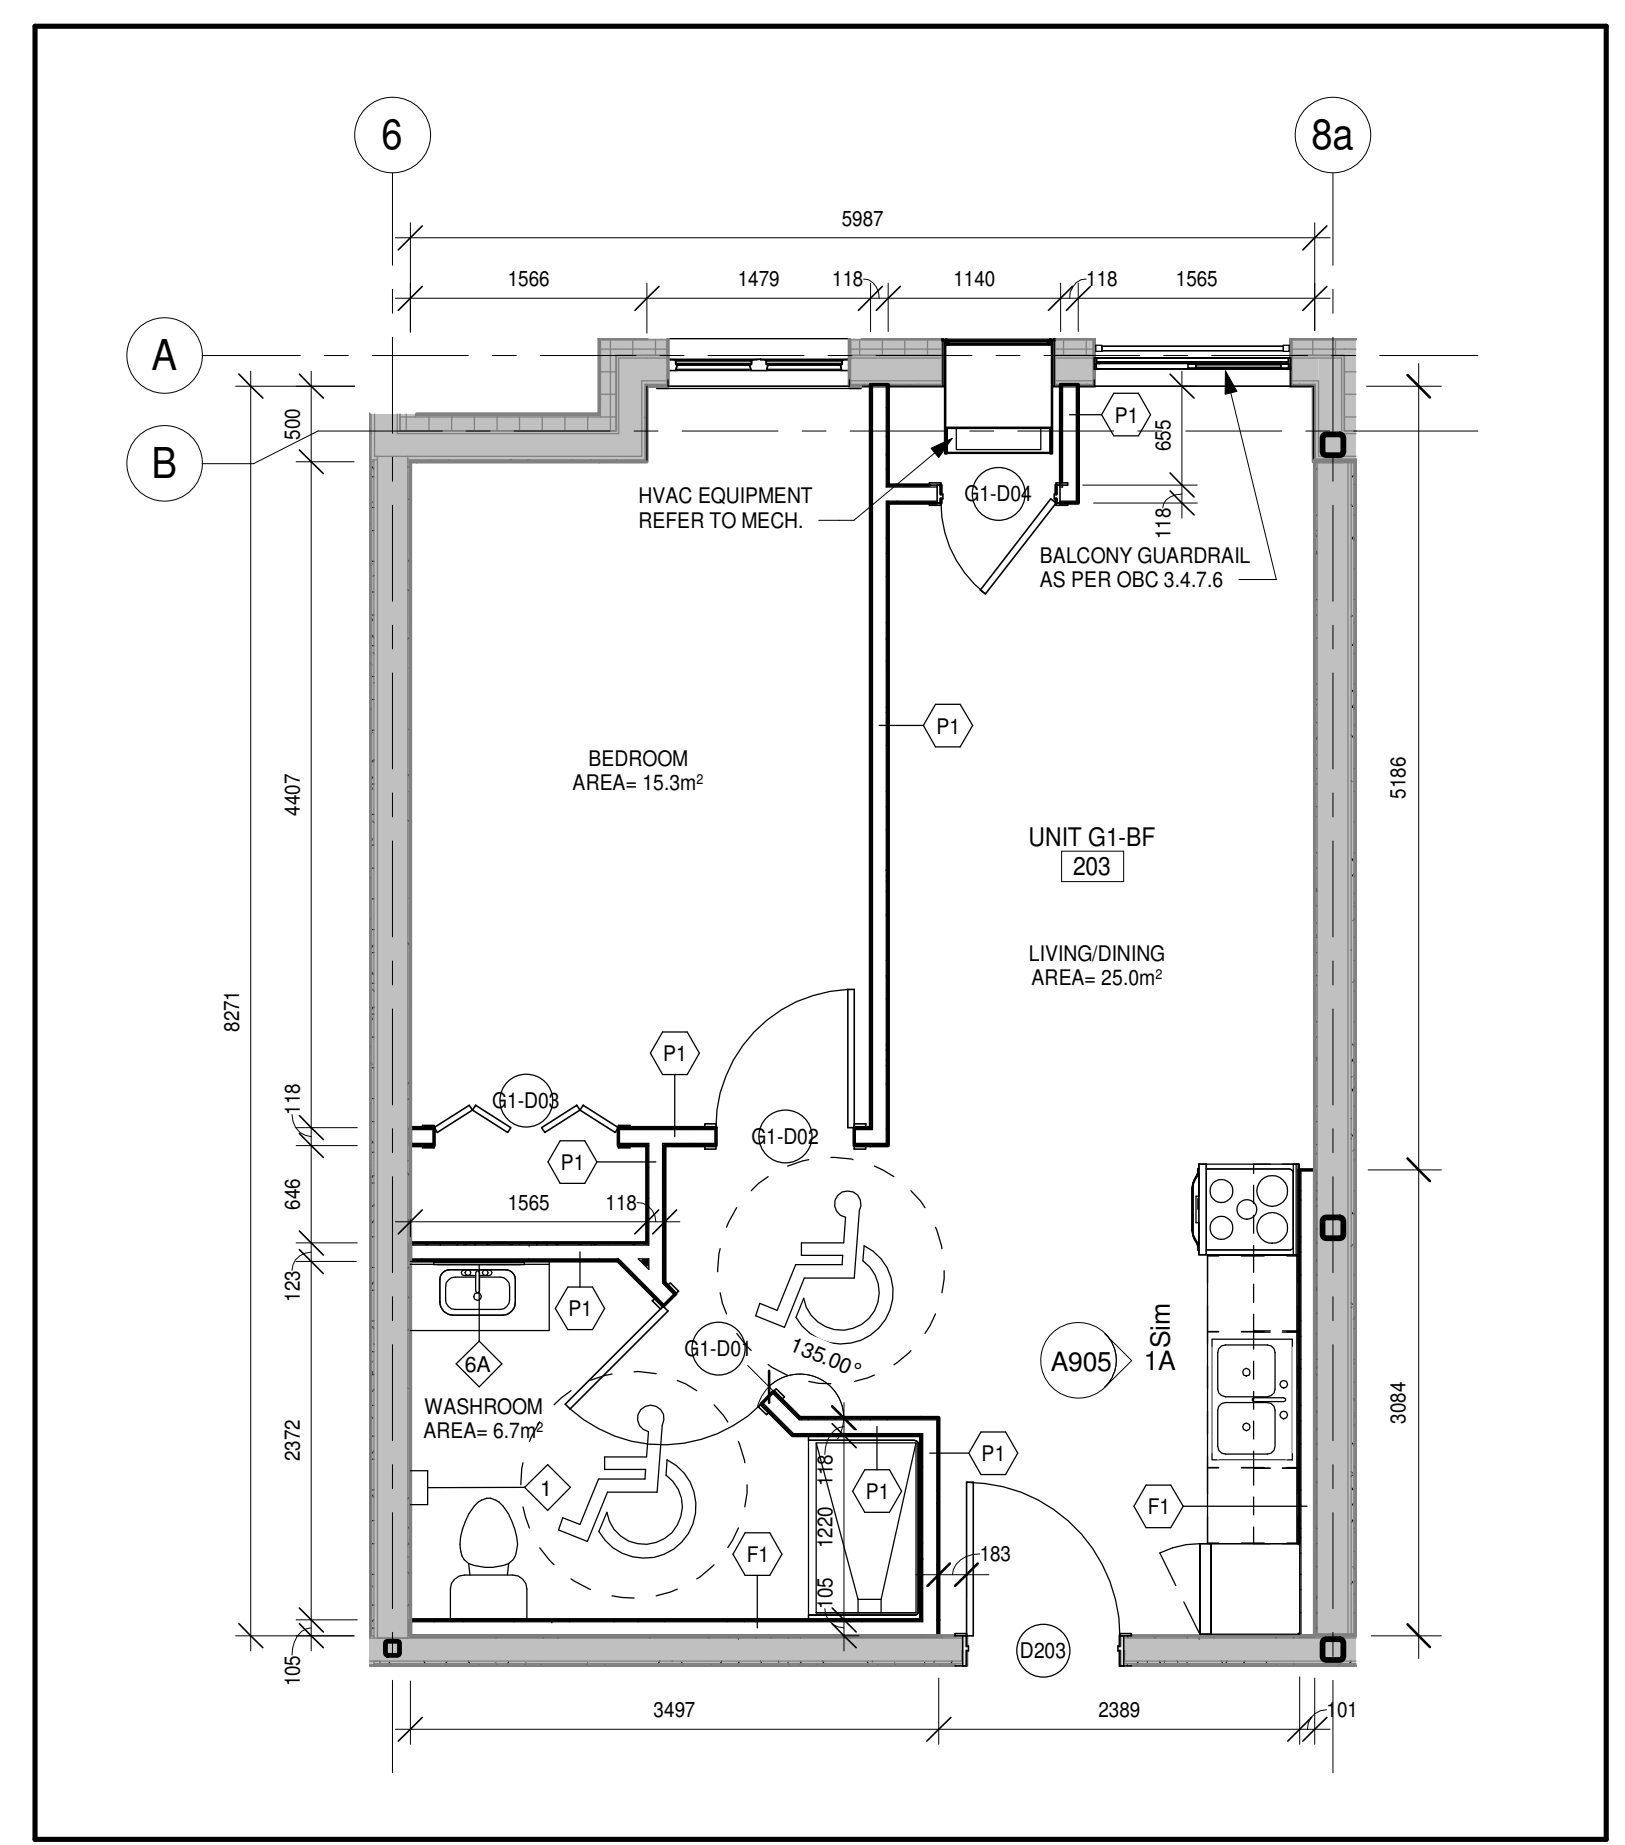 6
8a
5987
1566
1479
118
1140
118
1565
A
B
500
P1
655
HVAC EQUIPMENT
REFER TO MECH.
G1-D04
118
BALCONY GUARDRAIL
AS PER OBC 3.4.7.6
P1
BEDROOM
AREA= 15.3m²
4407
5186
UNIT G1-BF
203
LIVING/DINING
AREA= 25.0m²
8271
P1
G1-D03
118
G1-D02
P1
646
1565
118
123
P1
G1-D01
135.00°
A905
1A
Sim
6A
WASHROOM
AREA= 6.7m²
3084
2372
P1
118
P1
1
F1
1220
F1
183
105
105
D203
3497
2389
101